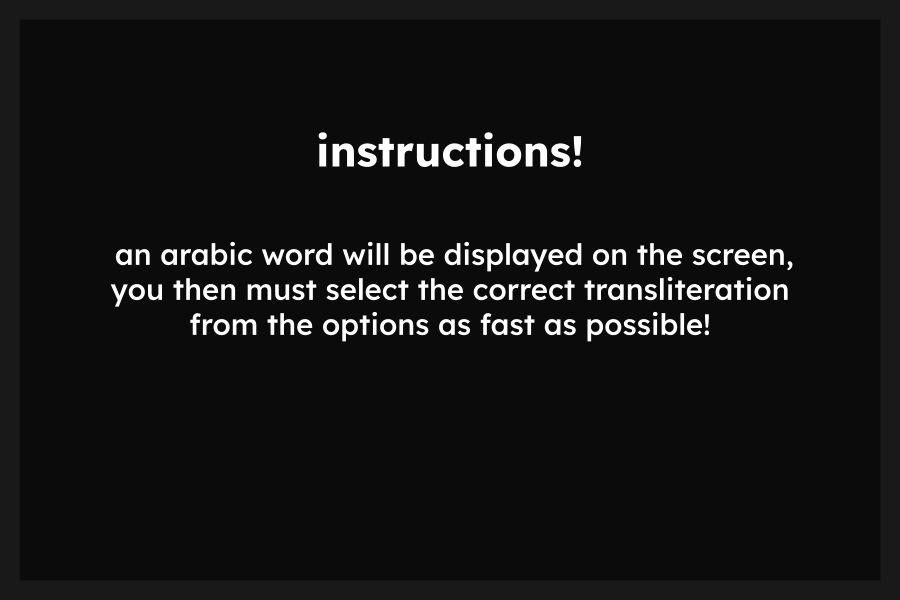 instructions!
an arabic word will be displayed on the screen,
you then must select the correct transliteration
from the options as fast as possible!